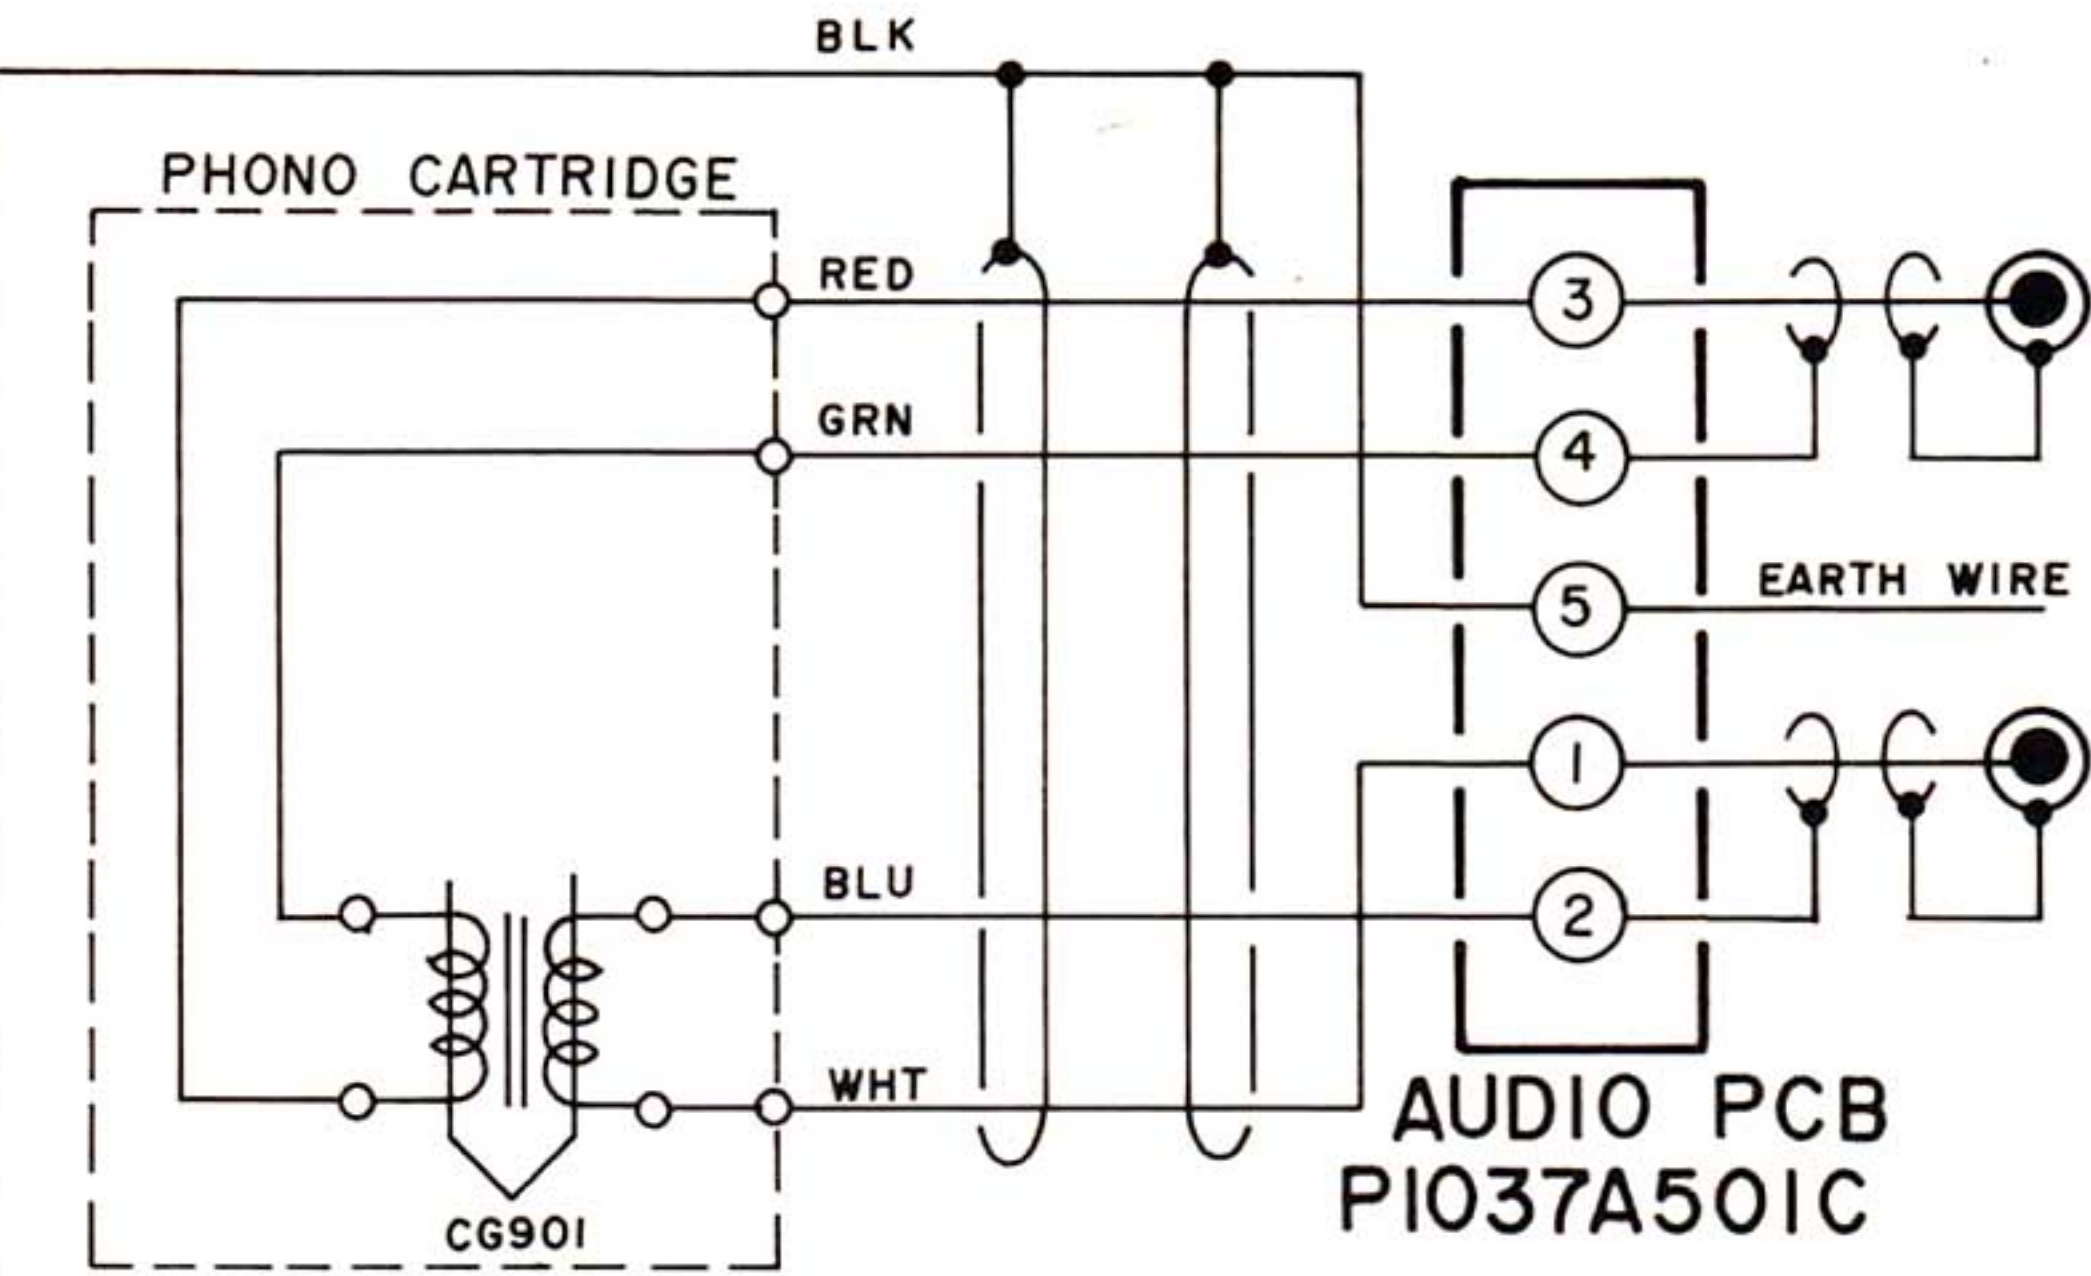 BLK
PHONO CARTRIDGE
RED
3
GRN
4
EARTH WIRE
5
1
BLU
2
WHT
AUDIO PCB
P1037A501C
CG901